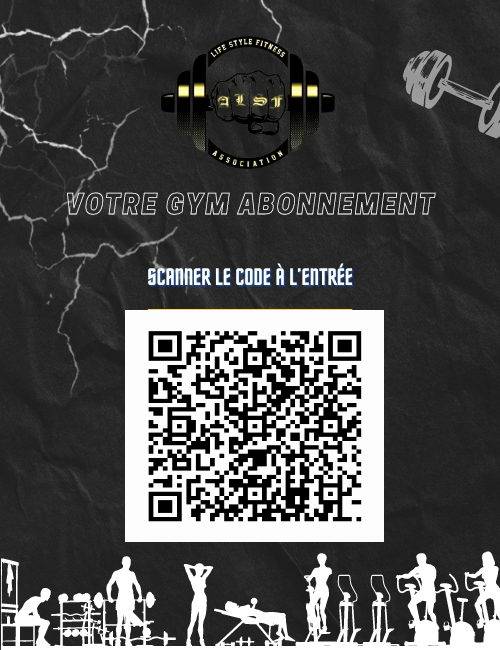 LIFE STYLE FITNESS
ALSF
ASSOCIATION
VOTRE GYM ABONNEMENT
SCANNER LE CODE À L'ENTRÉE